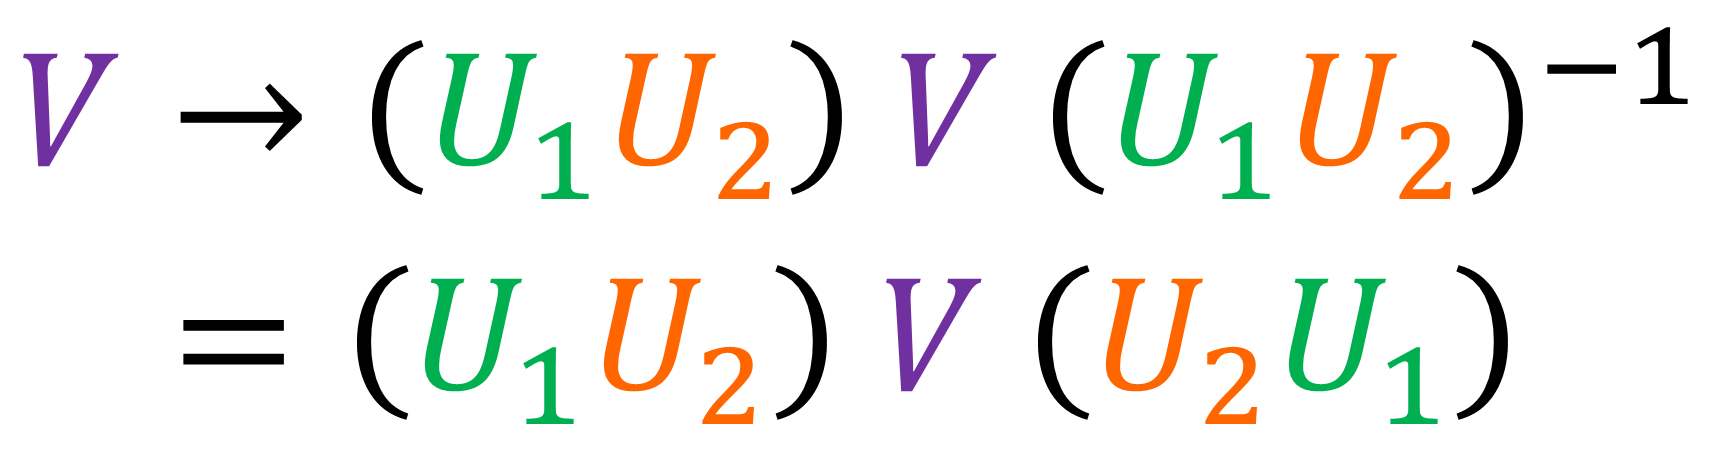 V → (U₁U₂) V (U₁U₂)⁻¹
= (U₁U₂) V (U₂U₁)